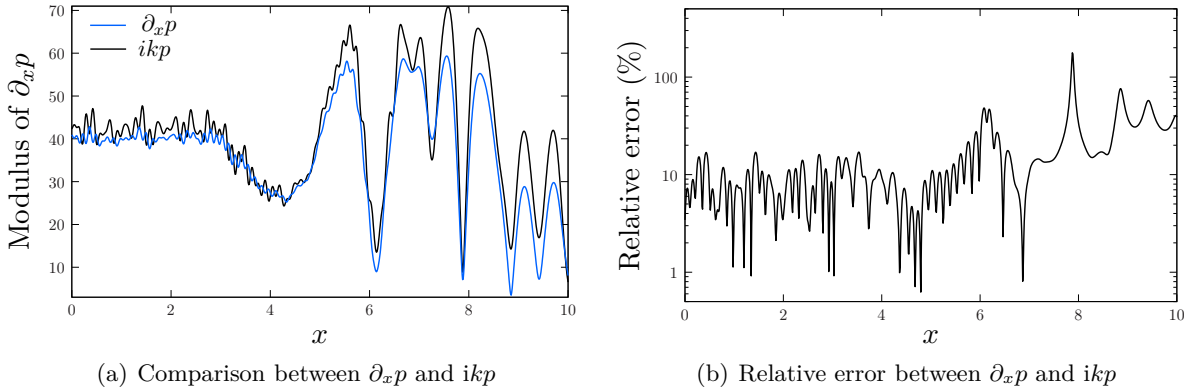 Modulus of ∂ₓp
70
60
50
40
30
20
10
∂ₓp
ikp
0 2 4 6 8 10
x
(a) Comparison between ∂ₓp and ikp
Relative error (%)
100
10
1
0 2 4 6 8 10
x
(b) Relative error between ∂ₓp and ikp